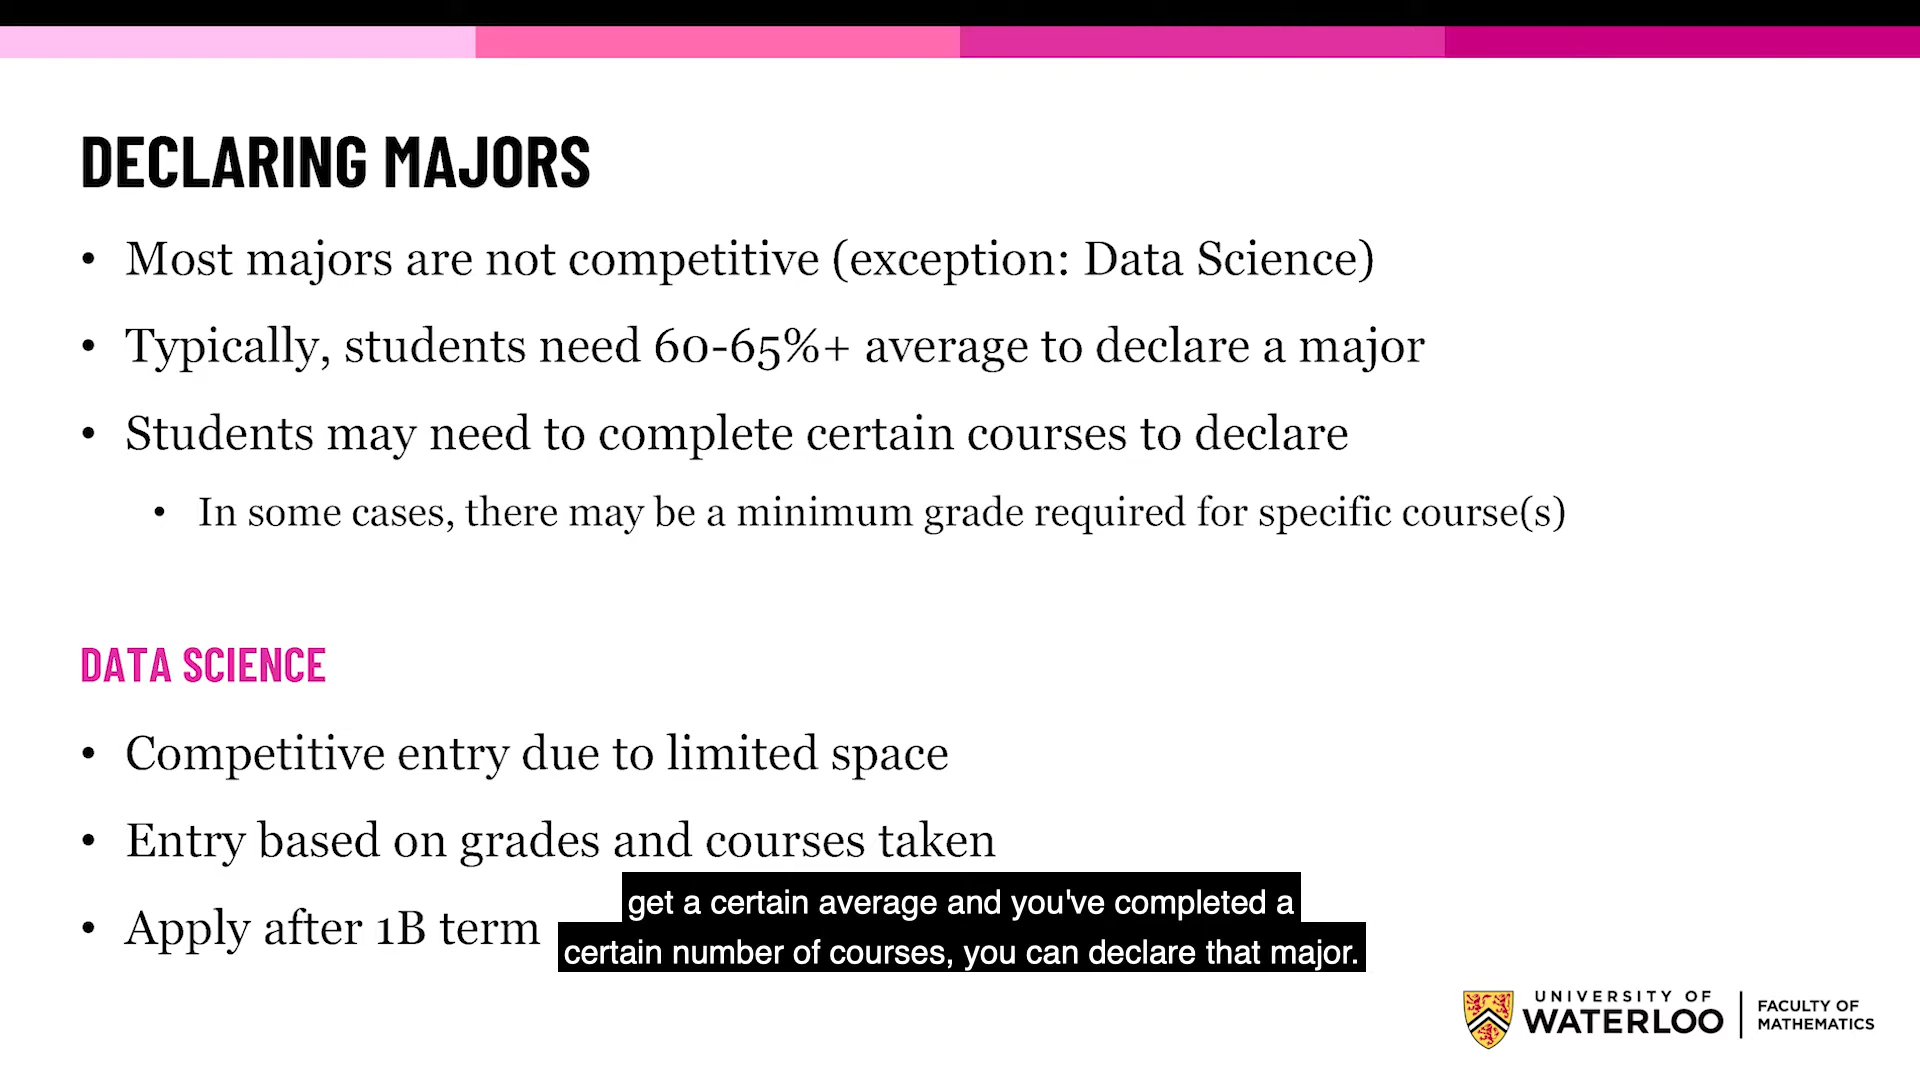 DECLARING MAJORS
• Most majors are not competitive (exception: Data Science)
• Typically, students need 60-65%+ average to declare a major
• Students may need to complete certain courses to declare
• In some cases, there may be a minimum grade required for specific course(s)
DATA SCIENCE
• Competitive entry due to limited space
• Entry based on grades and courses taken
• Apply after 1B term
get a certain average and you've completed a
certain number of courses, you can declare that major.
UNIVERSITY OF
WATERLOO
FACULTY OF
MATHEMATICS